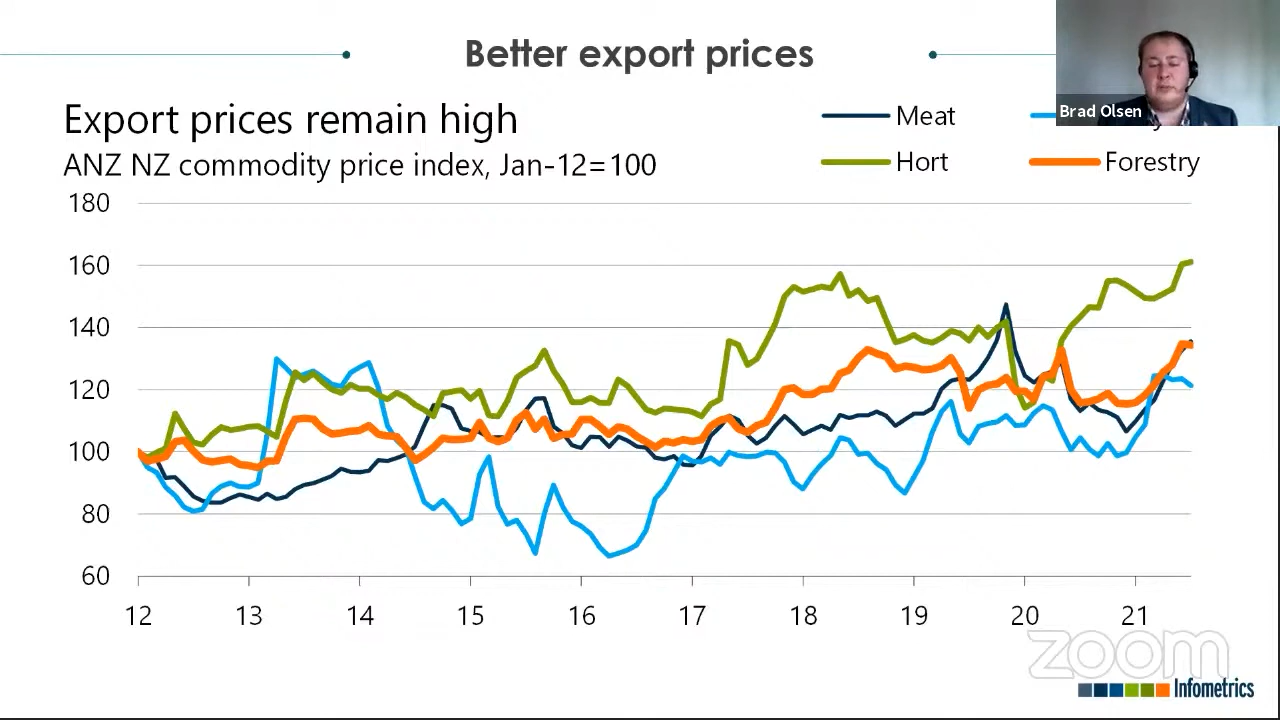 Better export prices
Brad Olsen
Export prices remain high
ANZ NZ commodity price index, Jan-12=100
Meat
Hort
Forestry
180
160
140
120
100
80
60
12 13 14 15 16 17 18 19 20 21
zoom
Infometrics